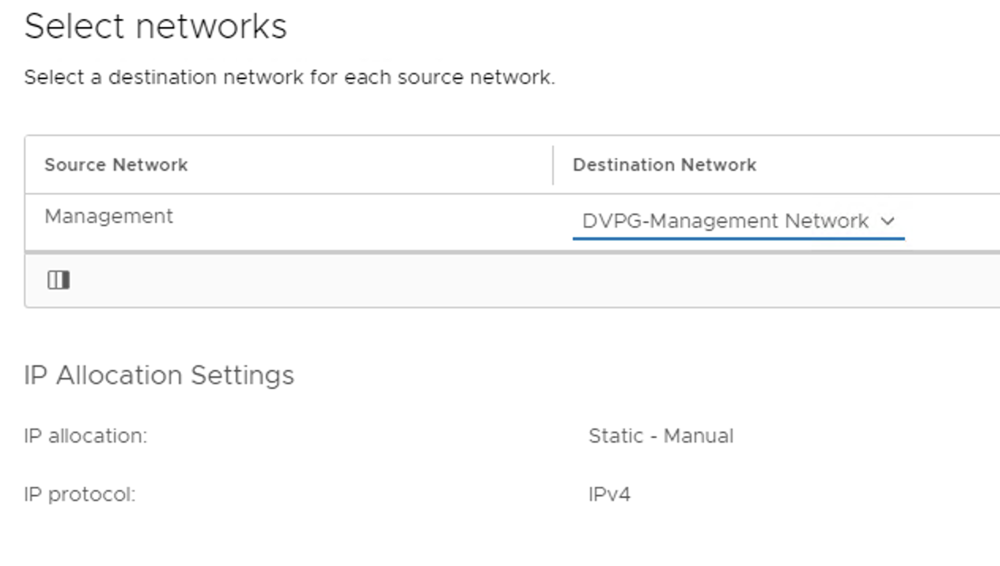 Select networks
Select a destination network for each source network.
Source Network Destination Network
Management DVPG-Management Network
IP Allocation Settings
IP allocation: Static - Manual
IP protocol: IPv4